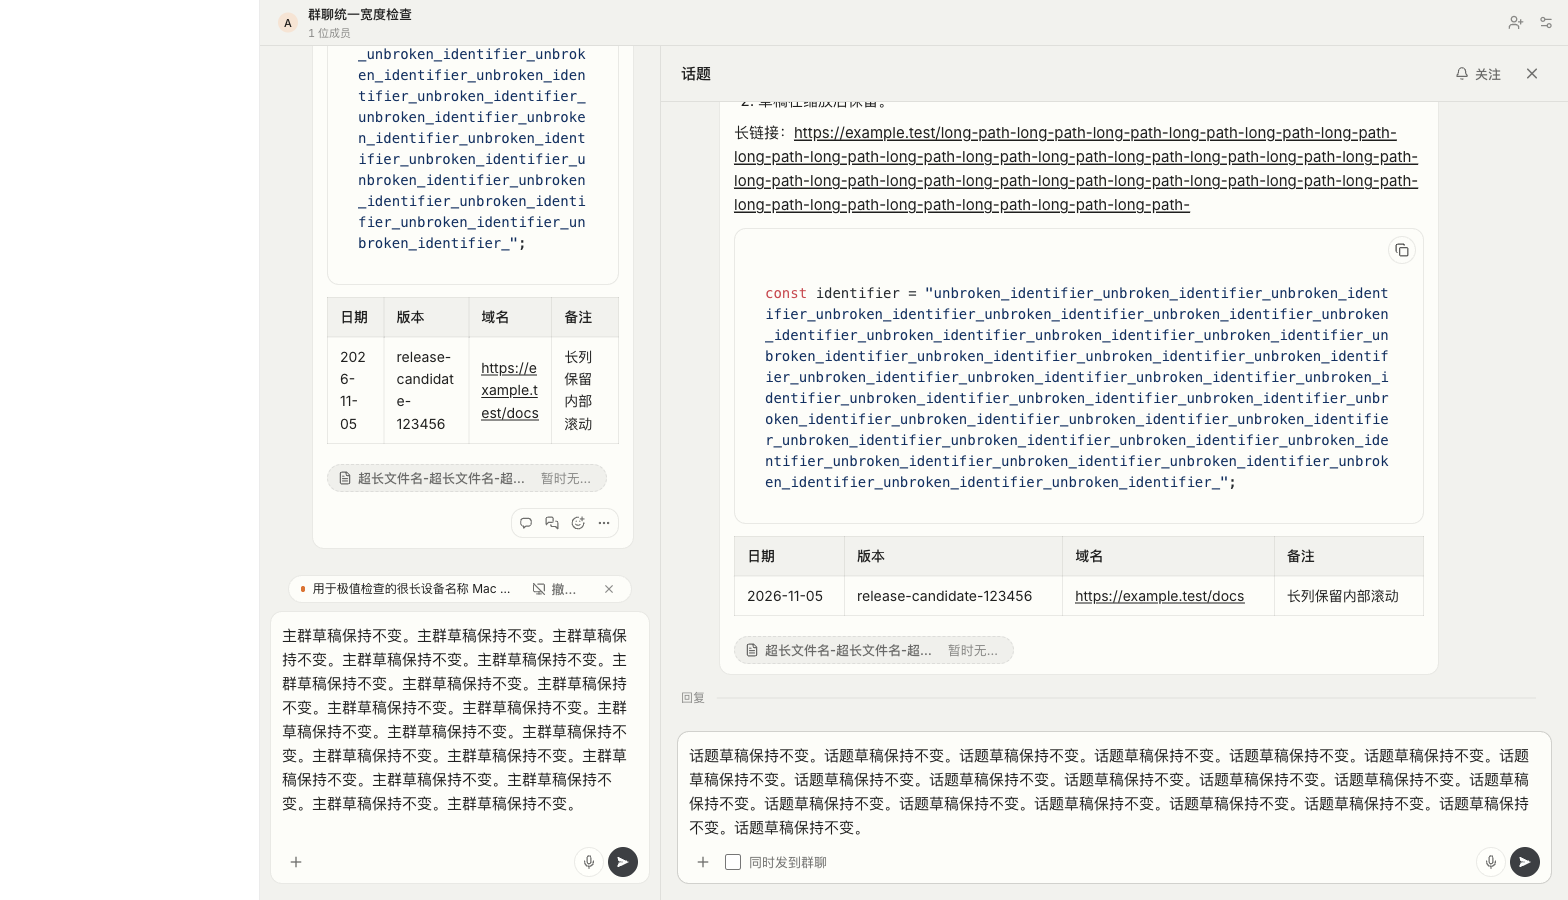 A
群聊统一宽度检查
1 位成员
_unbroken_identifier_unbrok
en_identifier_unbroken_iden
tifier_unbroken_identifier_
unbroken_identifier_unbroke
n_identifier_unbroken_ident
ifier_unbroken_identifier_u
nbroken_identifier_unbroken
_identifier_unbroken_identi
fier_unbroken_identifier_un
broken_identifier_";
日期 版本 域名 备注
202
6-
11-
05
release-
candidat
e-
123456
https://e
xample.t
est/docs
长列
保留
内部
滚动
超长文件名-超长文件名-超... 暂时无...
用于极值检查的很长设备名称 Mac ... 撤...
主群草稿保持不变。主群草稿保持不变。主群草稿保
持不变。主群草稿保持不变。主群草稿保持不变。主
群草稿保持不变。主群草稿保持不变。主群草稿保持
不变。主群草稿保持不变。主群草稿保持不变。主群
草稿保持不变。主群草稿保持不变。主群草稿保持不
变。主群草稿保持不变。主群草稿保持不变。主群草
稿保持不变。主群草稿保持不变。主群草稿保持不
变。主群草稿保持不变。主群草稿保持不变。
话题
关注
2. 草稿在缩放后保留。
长链接：https://example.test/long-path-long-path-long-path-long-path-long-path-long-path-
long-path-long-path-long-path-long-path-long-path-long-path-long-path-long-path-long-path-
long-path-long-path-long-path-long-path-long-path-long-path-long-path-long-path-long-path-
long-path-long-path-long-path-long-path-long-path-long-path-
const identifier = "unbroken_identifier_unbroken_identifier_unbroken_ident
ifier_unbroken_identifier_unbroken_identifier_unbroken_identifier_unbroken
_identifier_unbroken_identifier_unbroken_identifier_unbroken_identifier_un
broken_identifier_unbroken_identifier_unbroken_identifier_unbroken_identif
ier_unbroken_identifier_unbroken_identifier_unbroken_identifier_unbroken_i
dentifier_unbroken_identifier_unbroken_identifier_unbroken_identifier_unbr
oken_identifier_unbroken_identifier_unbroken_identifier_unbroken_identifie
r_unbroken_identifier_unbroken_identifier_unbroken_identifier_unbroken_ide
ntifier_unbroken_identifier_unbroken_identifier_unbroken_identifier_unbrok
en_identifier_unbroken_identifier_unbroken_identifier_";
日期 版本 域名 备注
2026-11-05 release-candidate-123456 https://example.test/docs 长列保留内部滚动
超长文件名-超长文件名-超... 暂时无...
回复
话题草稿保持不变。话题草稿保持不变。话题草稿保持不变。话题草稿保持不变。话题草稿保持不变。话题草稿保持不变。话题
草稿保持不变。话题草稿保持不变。话题草稿保持不变。话题草稿保持不变。话题草稿保持不变。话题草稿保持不变。话题草稿
保持不变。话题草稿保持不变。话题草稿保持不变。话题草稿保持不变。话题草稿保持不变。话题草稿保持不变。话题草稿保持
不变。话题草稿保持不变。
同时发到群聊